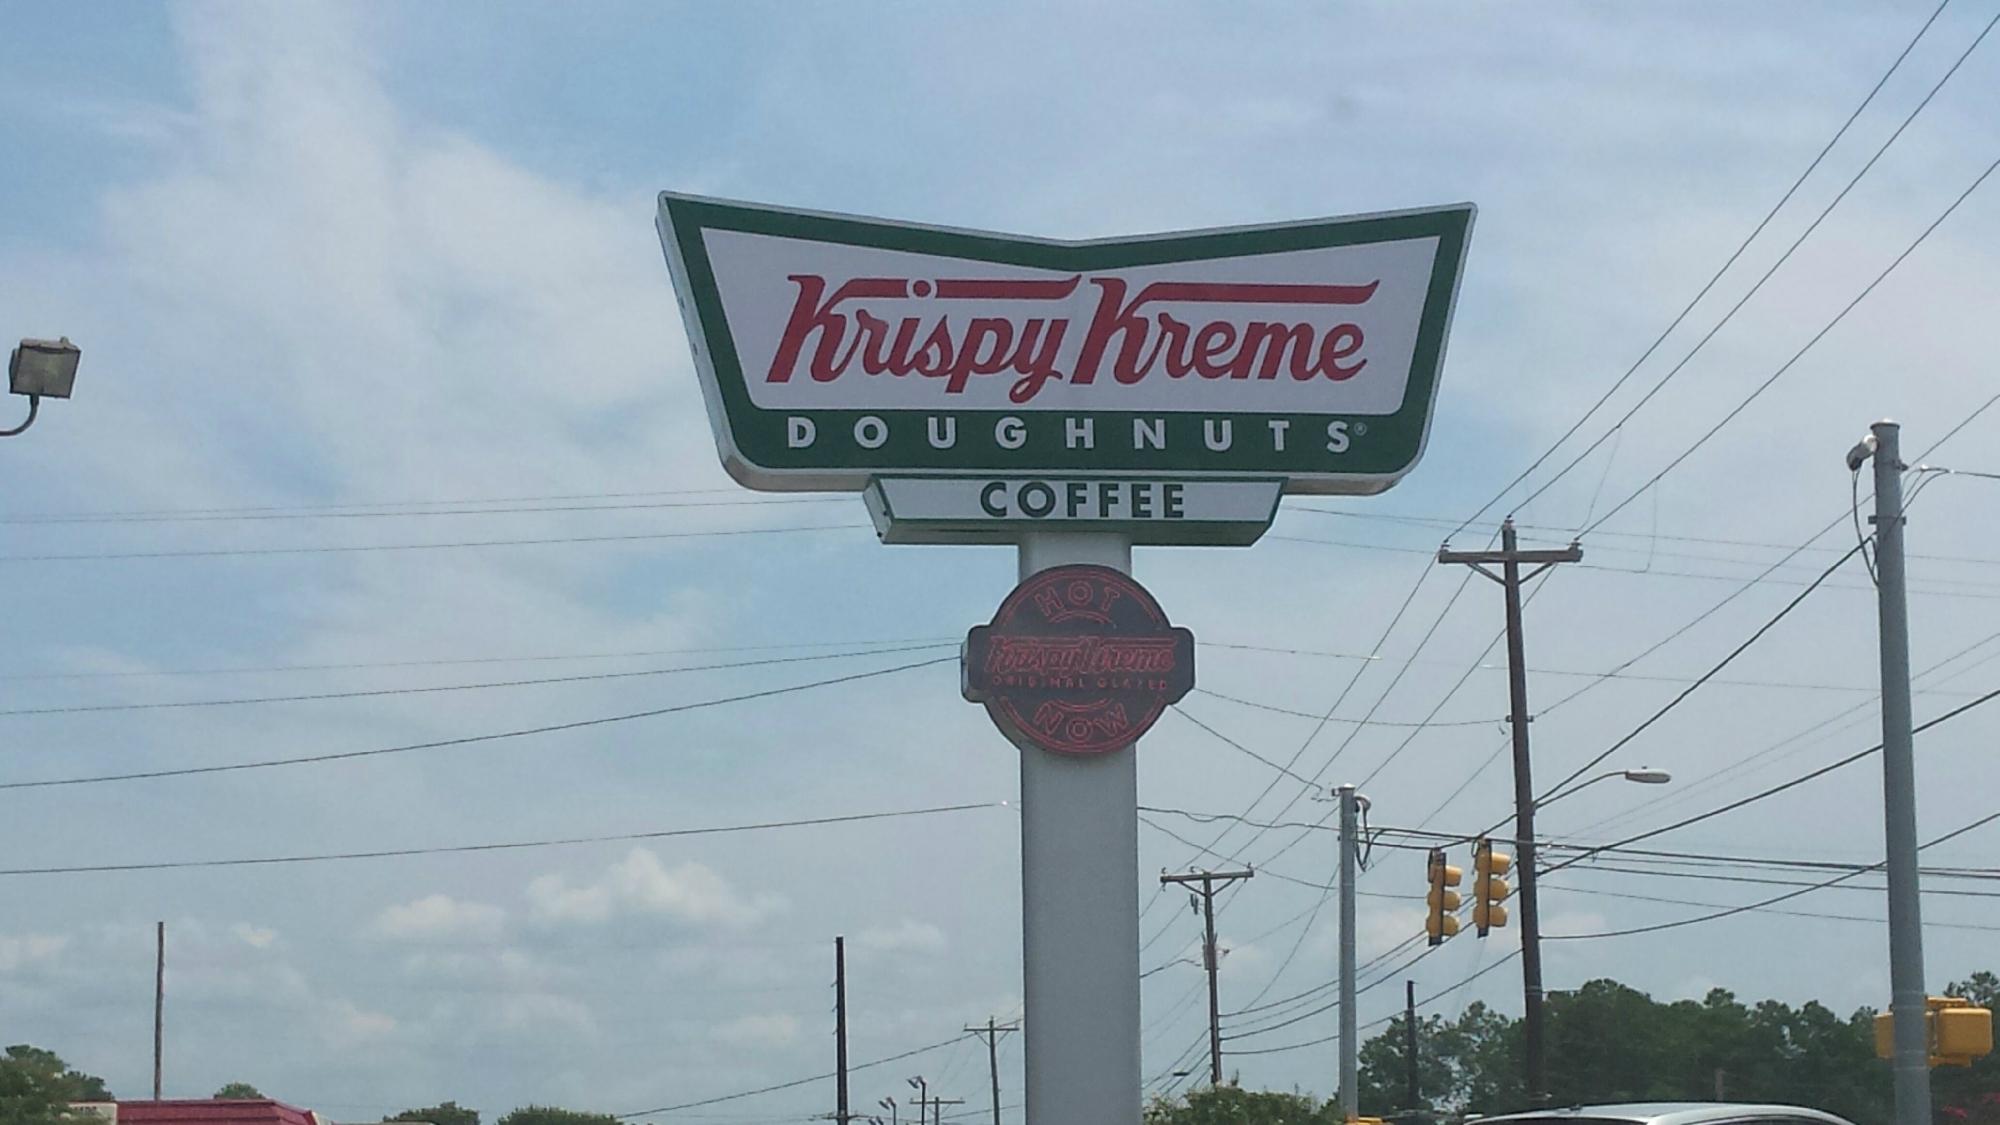 Krispy Kreme
DOUGHNUTS®
COFFEE
HOT
Krispy Kreme
ORIGINAL GLAZED
NOW